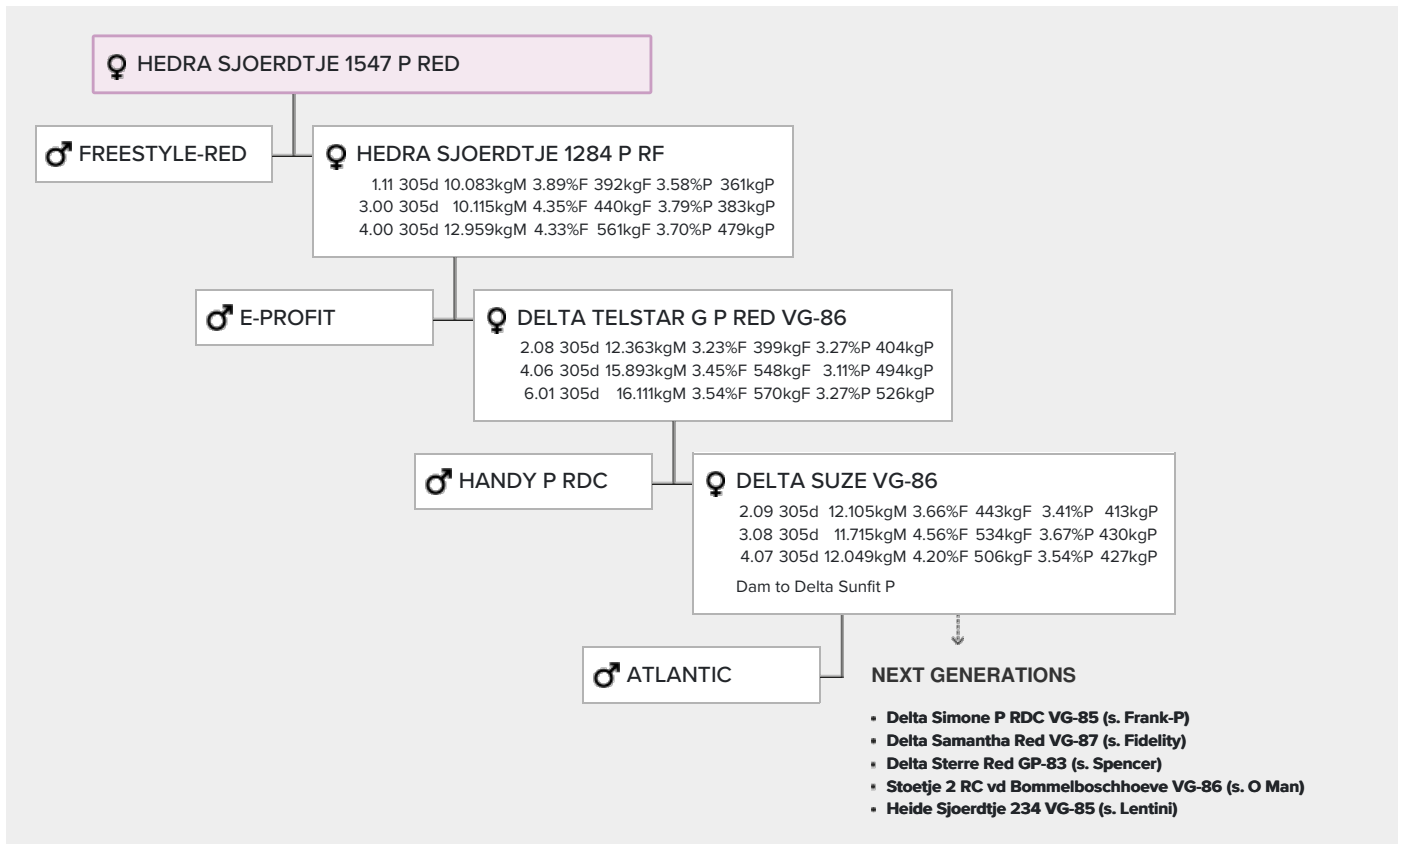 HEDRA SJOERDTJE 1547 P RED
FREESTYLE-RED
HEDRA SJOERDTJE 1284 P RF
1.11 305d 10.083kgM 3.89%F 392kgF 3.58%P 361kgP
3.00 305d 10.115kgM 4.35%F 440kgF 3.79%P 383kgP
4.00 305d 12.959kgM 4.33%F 561kgF 3.70%P 479kgP
E-PROFIT
DELTA TELSTAR G P RED VG-86
2.08 305d 12.363kgM 3.23%F 399kgF 3.27%P 404kgP
4.06 305d 15.893kgM 3.45%F 548kgF 3.11%P 494kgP
6.01 305d 16.111kgM 3.54%F 570kgF 3.27%P 526kgP
HANDY P RDC
DELTA SUZE VG-86
2.09 305d 12.105kgM 3.66%F 443kgF 3.41%P 413kgP
3.08 305d 11.715kgM 4.56%F 534kgF 3.67%P 430kgP
4.07 305d 12.049kgM 4.20%F 506kgF 3.54%P 427kgP
Dam to Delta Sunfit P
ATLANTIC
NEXT GENERATIONS
▪ Delta Simone P RDC VG-85 (s. Frank-P)
▪ Delta Samantha Red VG-87 (s. Fidelity)
▪ Delta Sterre Red GP-83 (s. Spencer)
▪ Stoetje 2 RC vd Bommelboschhoeve VG-86 (s. O Man)
▪ Heide Sjoerdtje 234 VG-85 (s. Lentini)